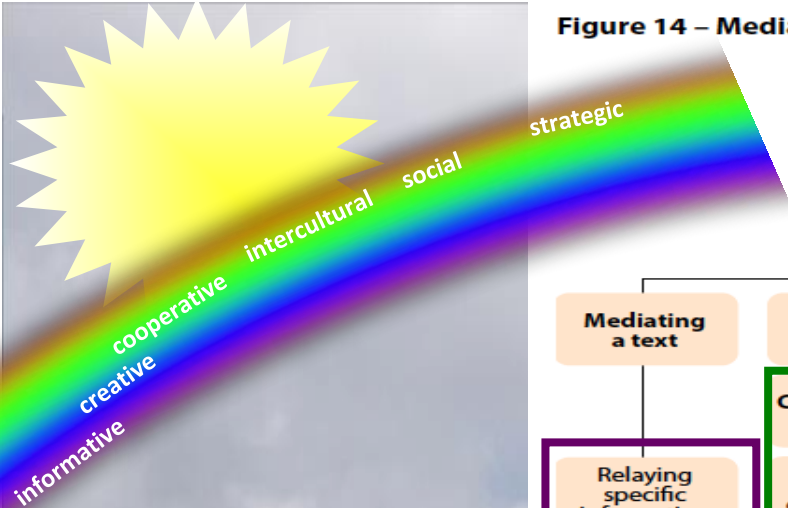 Figure 14 – Medi
strategic
social
intercultural
cooperative
creative
informative
Mediating
a text
Relaying
specific